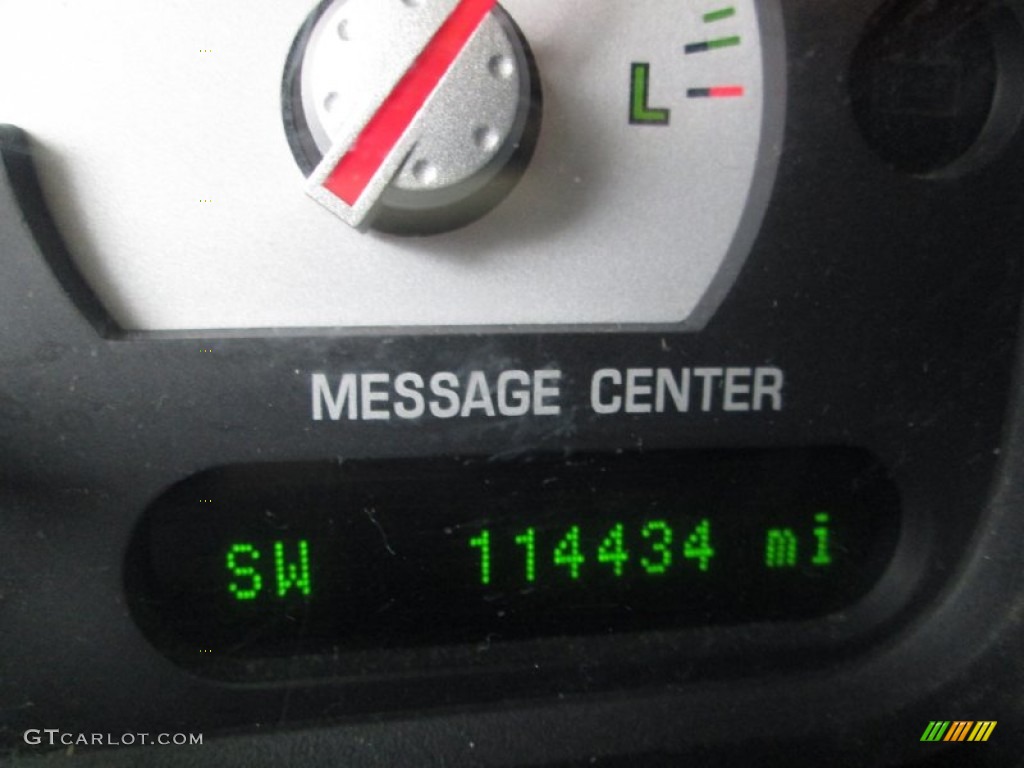 L
MESSAGE CENTER
SW 114434 mi
GTCARLOT.COM